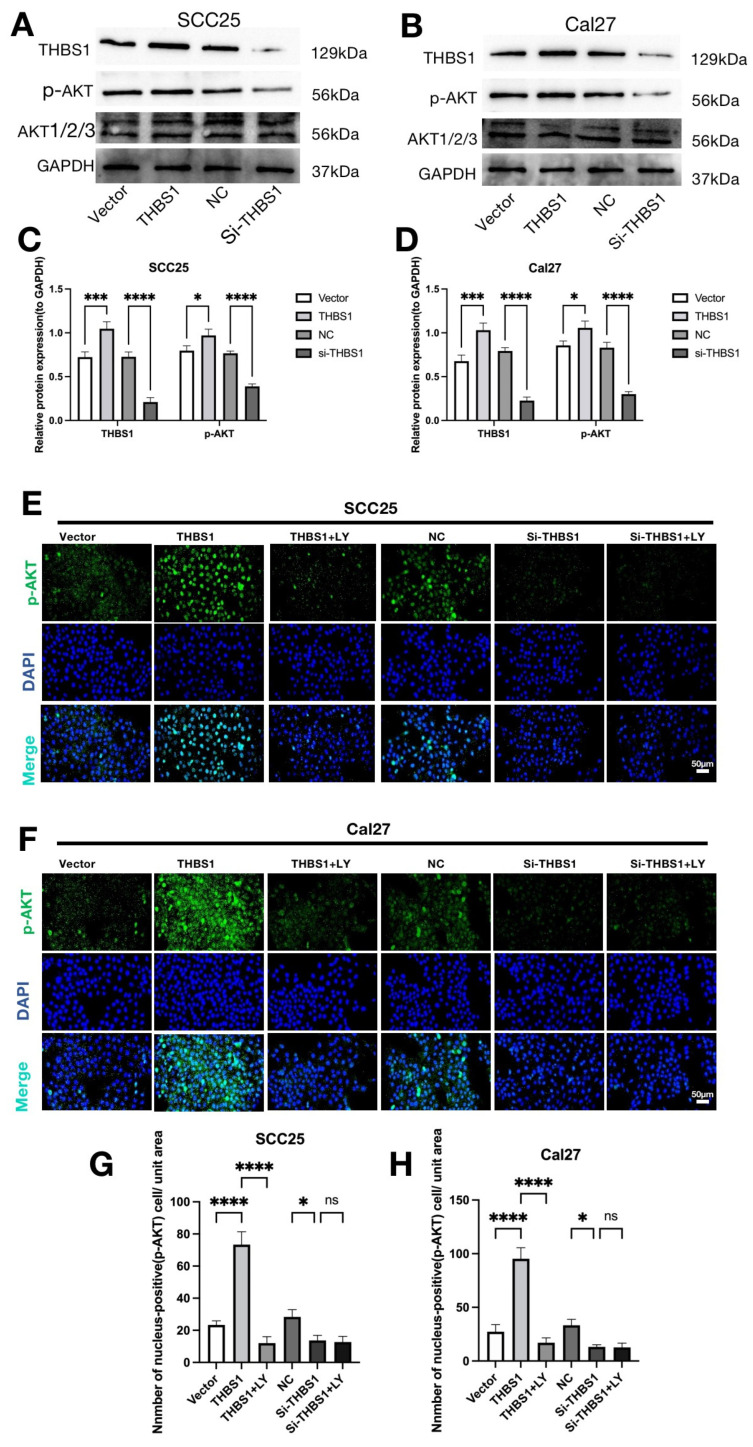 A
SCC25
THBS1
129kDa
p-AKT
56kDa
AKT1/2/3
56kDa
GAPDH
37kDa
Vector
THBS1
NC
Si-THBS1
B
Cal27
THBS1
129kDa
p-AKT
56kDa
AKT1/2/3
56kDa
GAPDH
37kDa
Vector
THBS1
NC
Si-THBS1
C
SCC25
Relative protein expression(to GAPDH)
1.5
1.0
0.5
0.0
*** **** * ****
THBS1 p-AKT
Vector
THBS1
NC
si-THBS1
D
Cal27
Relative protein expression(to GAPDH)
1.5
1.0
0.5
0.0
*** **** * ****
THBS1 p-AKT
Vector
THBS1
NC
si-THBS1
E
SCC25
Vector THBS1 THBS1+LY NC Si-THBS1 Si-THBS1+LY
p-AKT
DAPI
Merge
50μm
F
Cal27
Vector THBS1 THBS1+LY NC Si-THBS1 Si-THBS1+LY
p-AKT
DAPI
Merge
50μm
G
SCC25
Nnmber of nucleus-positive(p-AKT) cell/ unit area
100
80
60
40
20
0
****
**** * ns
Vector
THBS1
THBS1+LY
NC
Si-THBS1
Si-THBS1+LY
H
Cal27
Nnmber of nucleus-positive(p-AKT) cell/ unit area
150
100
50
0
****
**** * ns
Vector
THBS1
THBS1+LY
NC
Si-THBS1
Si-THBS1+LY